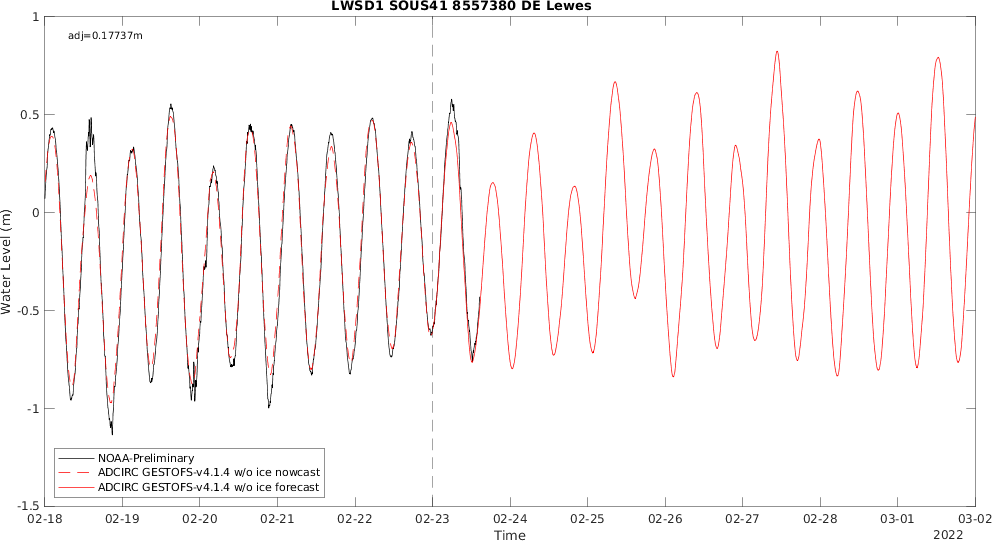 LWSD1 SOUS41 8557380 DE Lewes
adj=0.17737m
1
0.5
0
-0.5
-1
-1.5
Water Level (m)
NOAA-Preliminary
ADCIRC GESTOFS-v4.1.4 w/o ice nowcast
ADCIRC GESTOFS-v4.1.4 w/o ice forecast
02-18 02-19 02-20 02-21 02-22 02-23 02-24 02-25 02-26 02-27 02-28 03-01 03-02
Time
2022